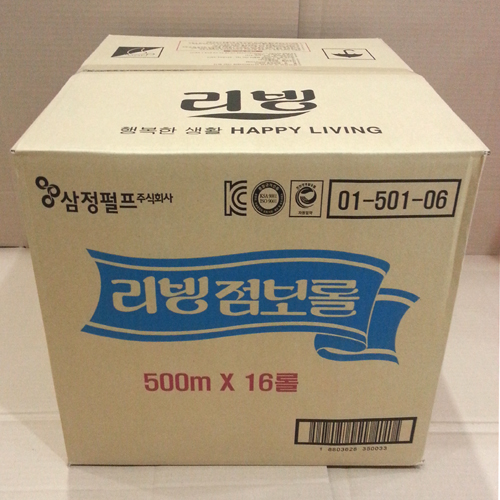 리빙
행복한 생활 HAPPY LIVING
삼정펄프주식회사
01-501-06
리빙점보롤
500m X 16롤